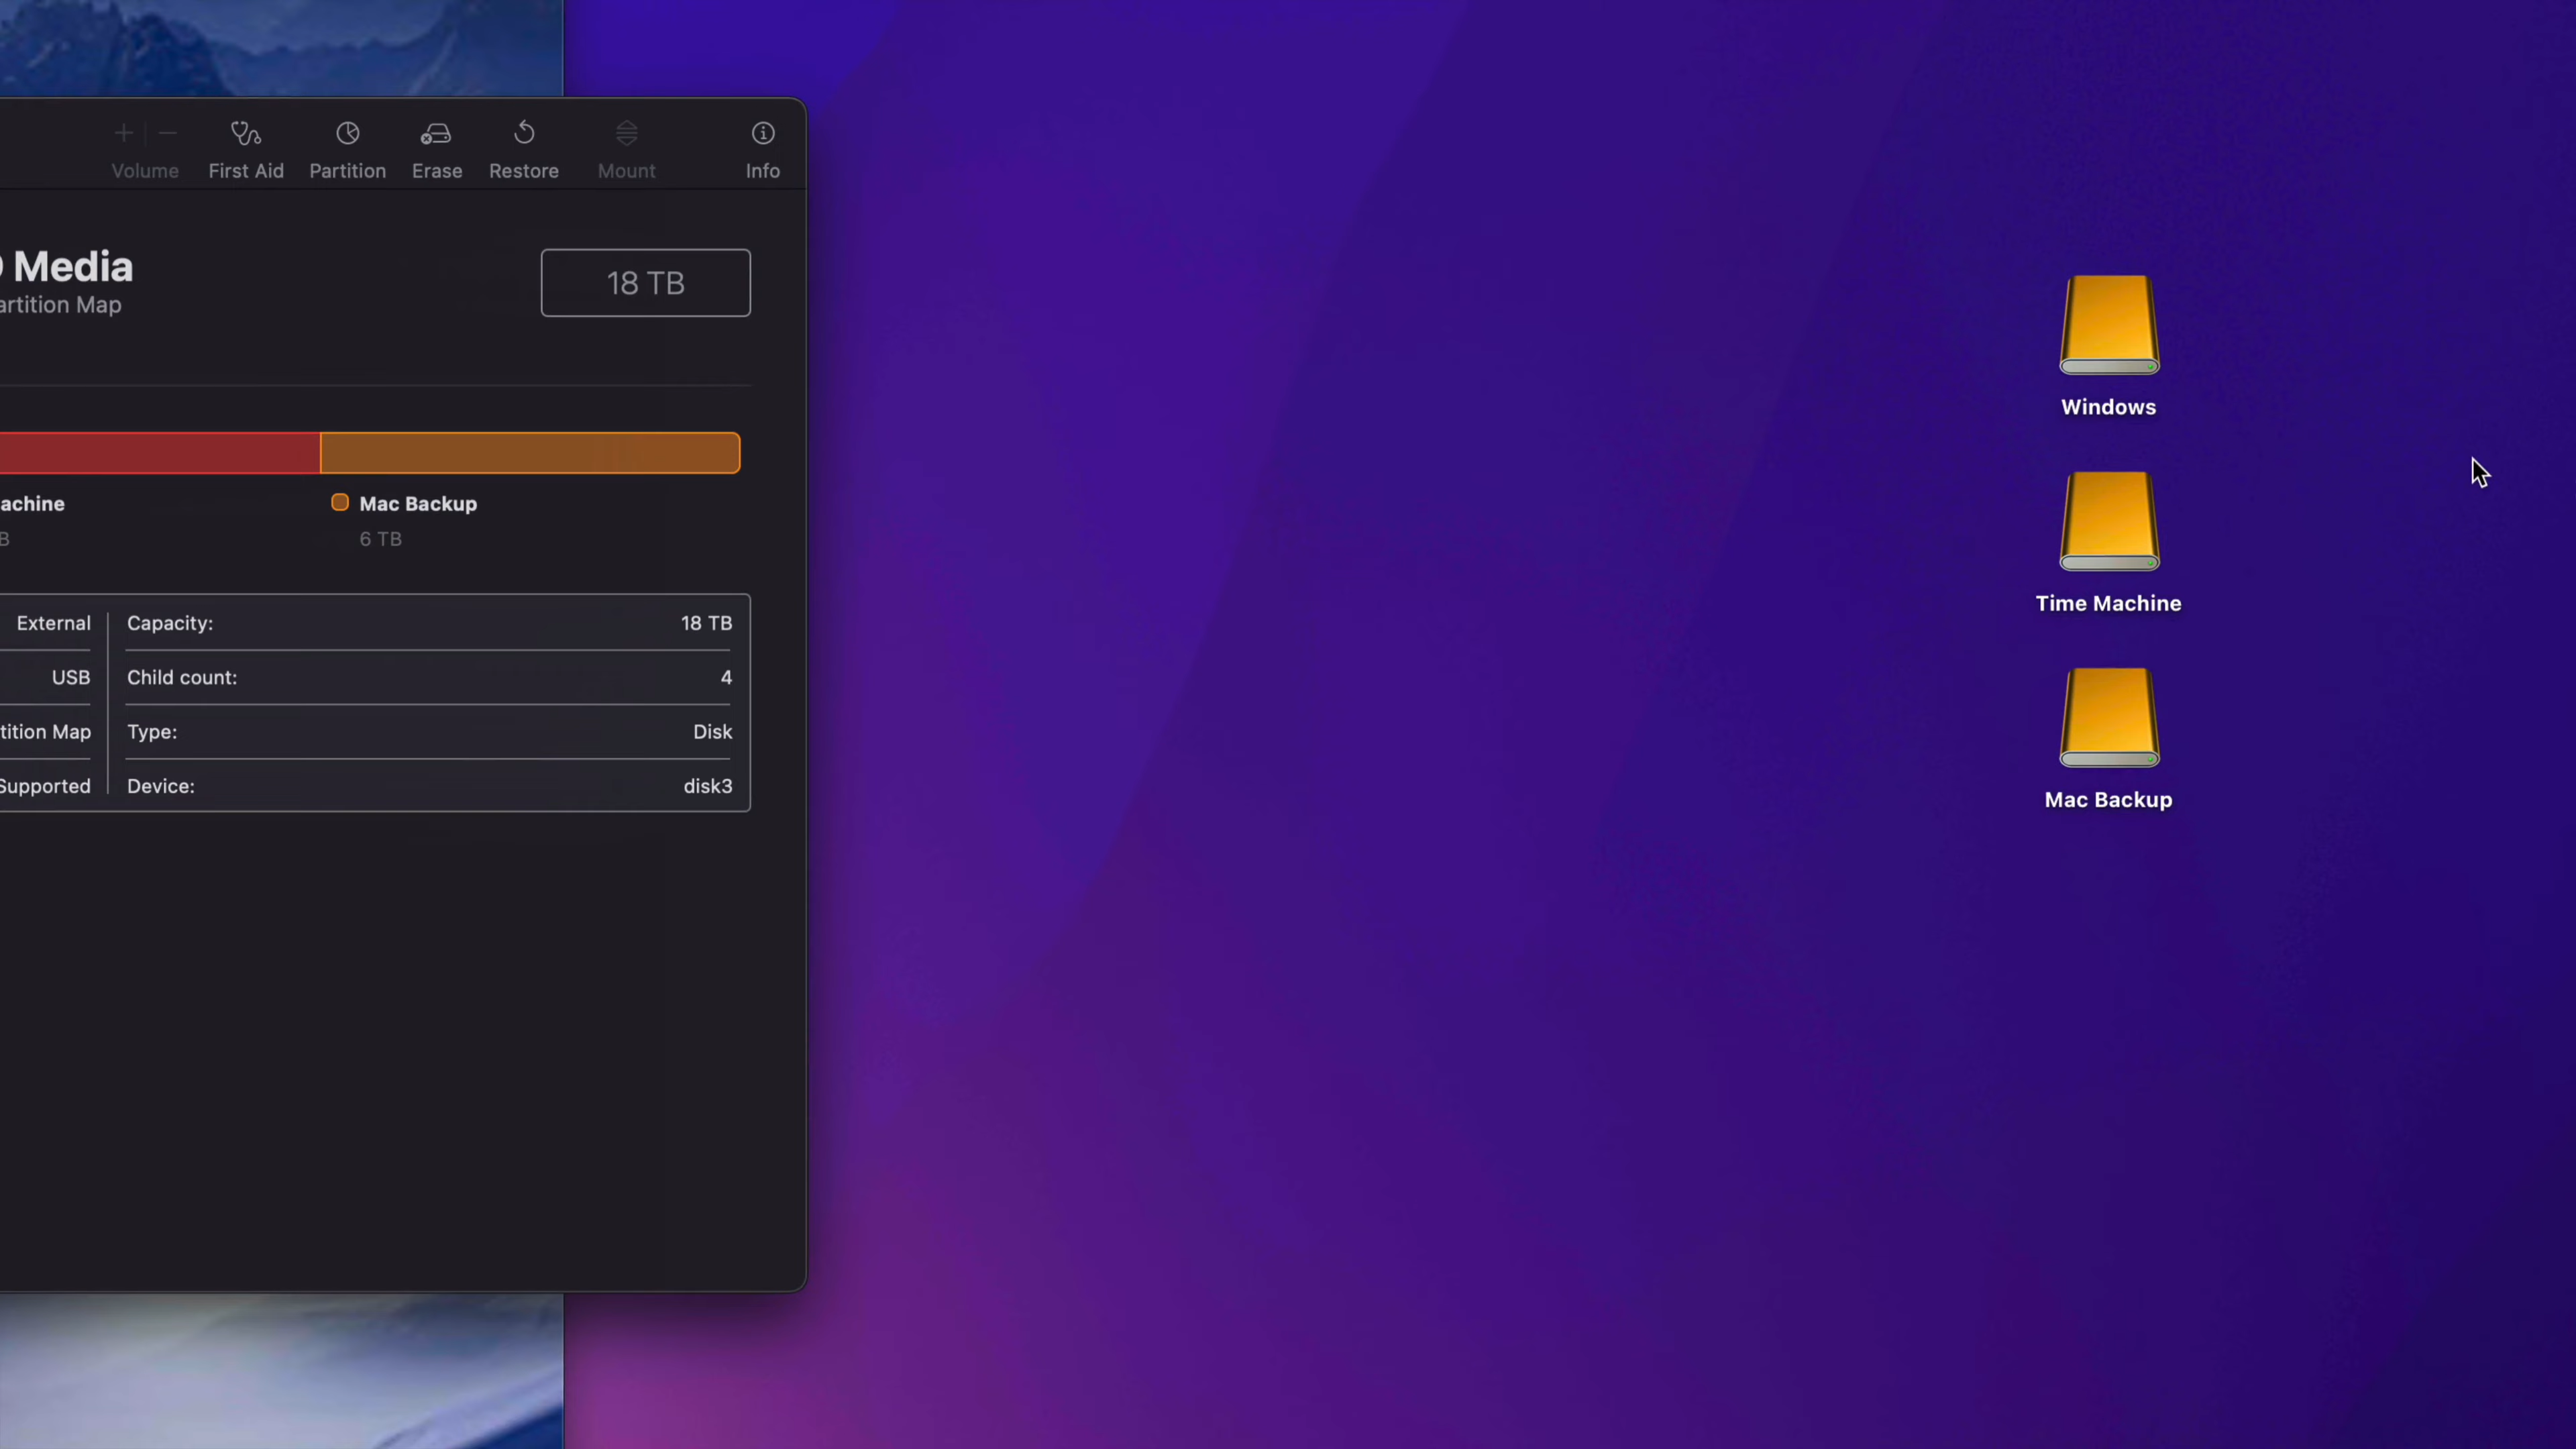 Volume
First Aid
Partition
Erase
Restore
Mount
Info
Media
18 TB
artition Map
achine
B
Mac Backup
6 TB
External
Capacity: 18 TB
USB
Child count: 4
tition Map
Type: Disk
Supported
Device: disk3
Windows
Time Machine
Mac Backup